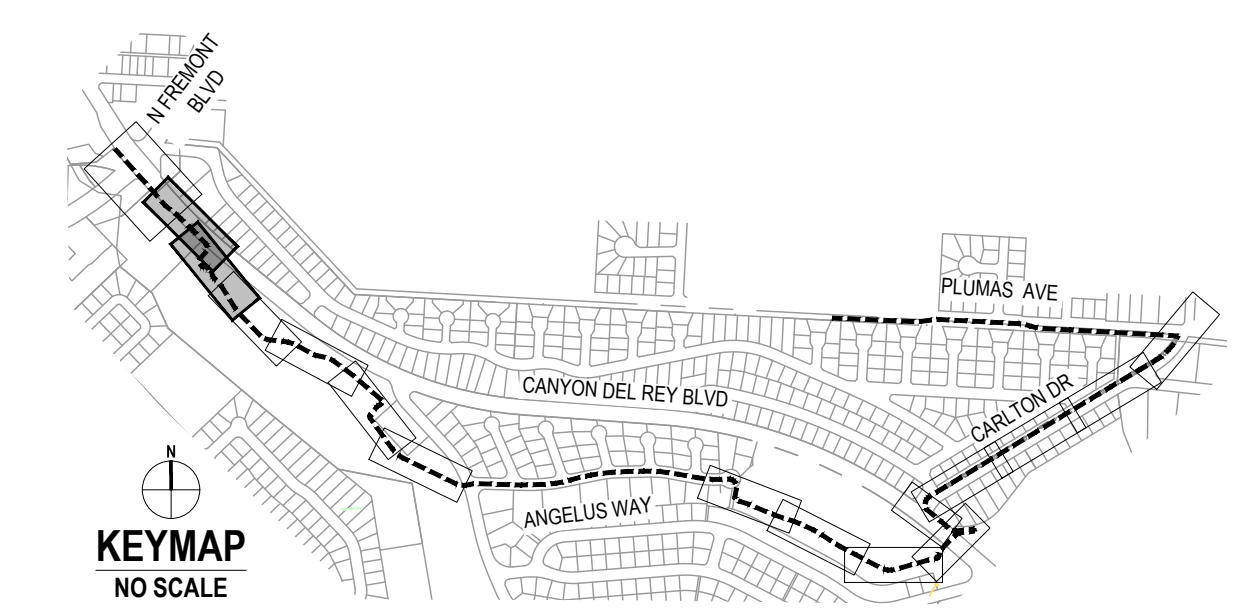 N FREMONT
BLVD
PLUMAS AVE
CANYON DEL REY BLVD
CARLTON DR
ANGELUS WAY
N
KEYMAP
NO SCALE